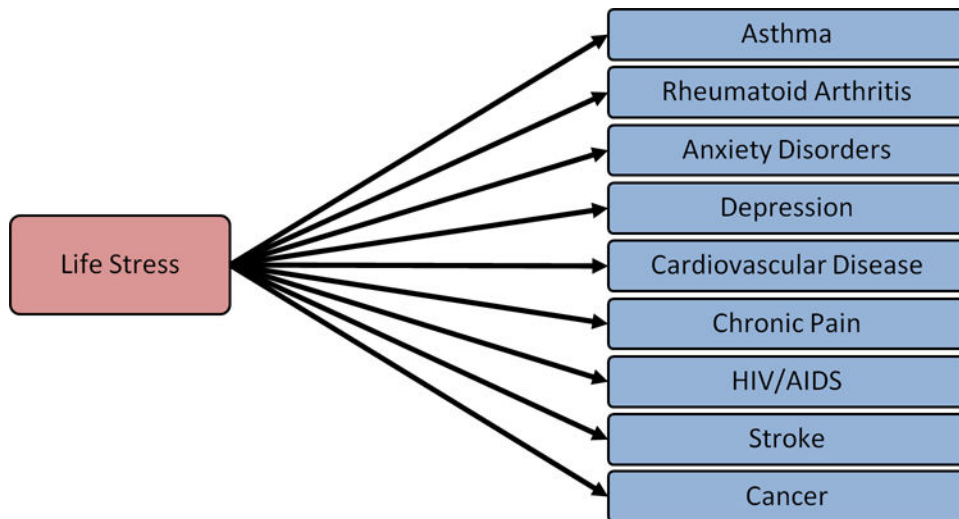 Asthma
Rheumatoid Arthritis
Anxiety Disorders
Depression
Life Stress
Cardiovascular Disease
Chronic Pain
HIV/AIDS
Stroke
Cancer